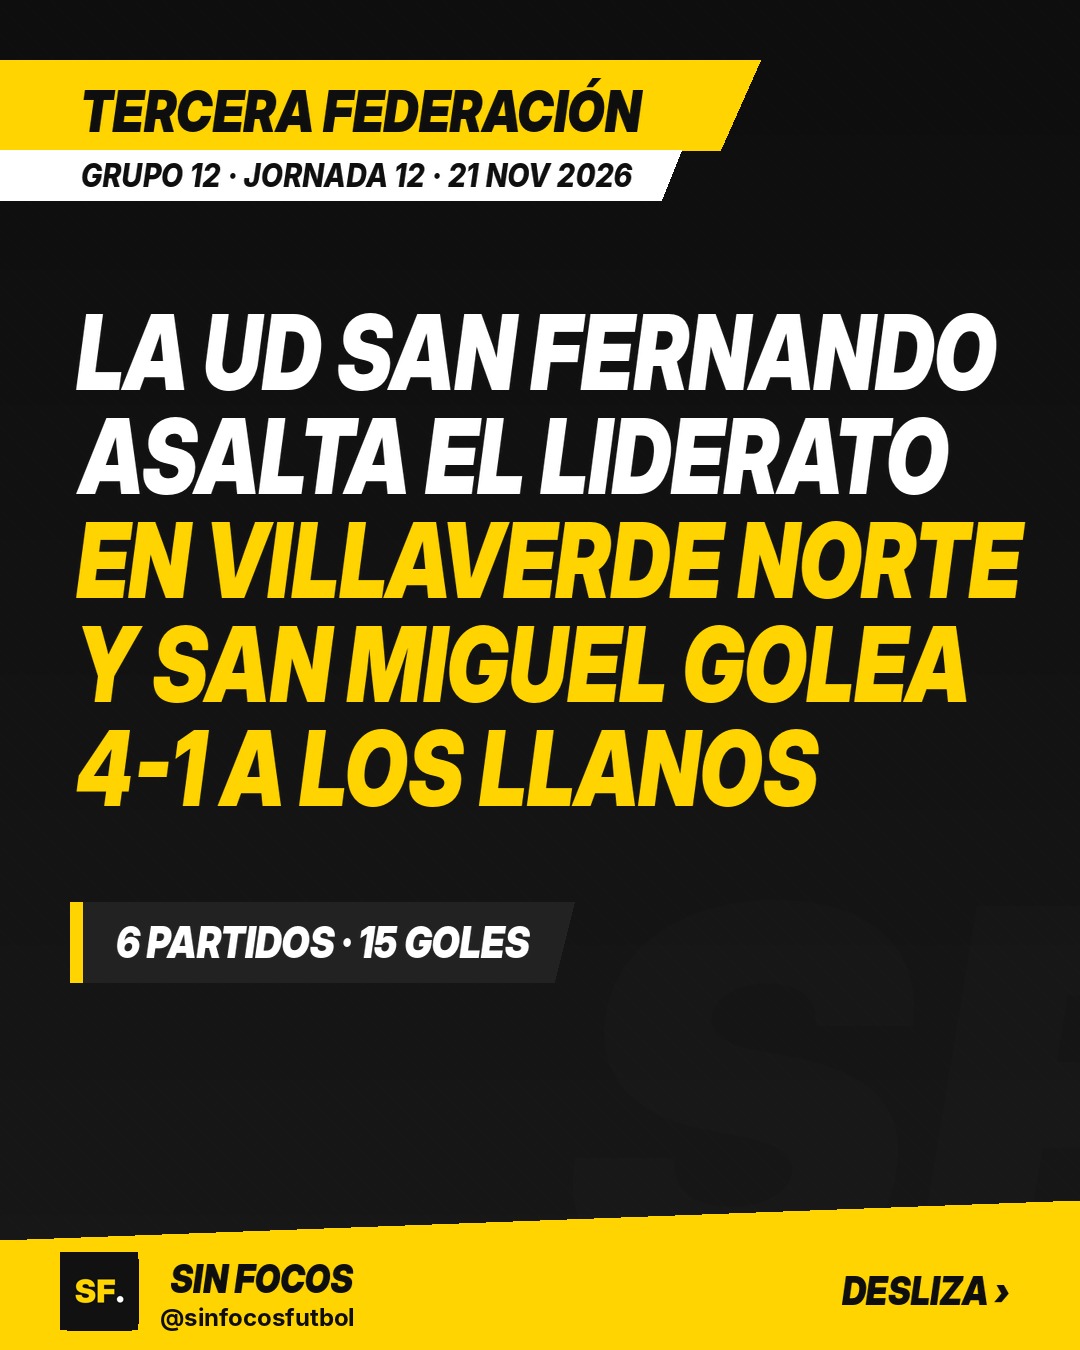 TERCERA FEDERACIÓN
GRUPO 12 · JORNADA 12 · 21 NOV 2026
LA UD SAN FERNANDO
ASALTA EL LIDERATO
EN VILLAVERDE NORTE
Y SAN MIGUEL GOLEA
4-1 A LOS LLANOS
6 PARTIDOS · 15 GOLES
SF
SF.
SIN FOCOS
@sinfocosfutbol
DESLIZA ›